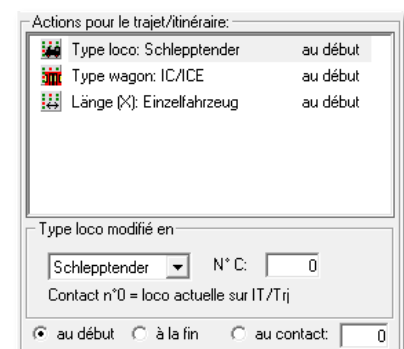 Actions pour le trajet/itinéraire:
Type loco: Schlepptender au début
Type wagon: IC/ICE au début
Länge (X): Einzelfahrzeug au début
Type loco modifié en
Schlepptender N° C: 0
Contact n°0 = loco actuelle sur IT/Trj
au début à la fin au contact: 0